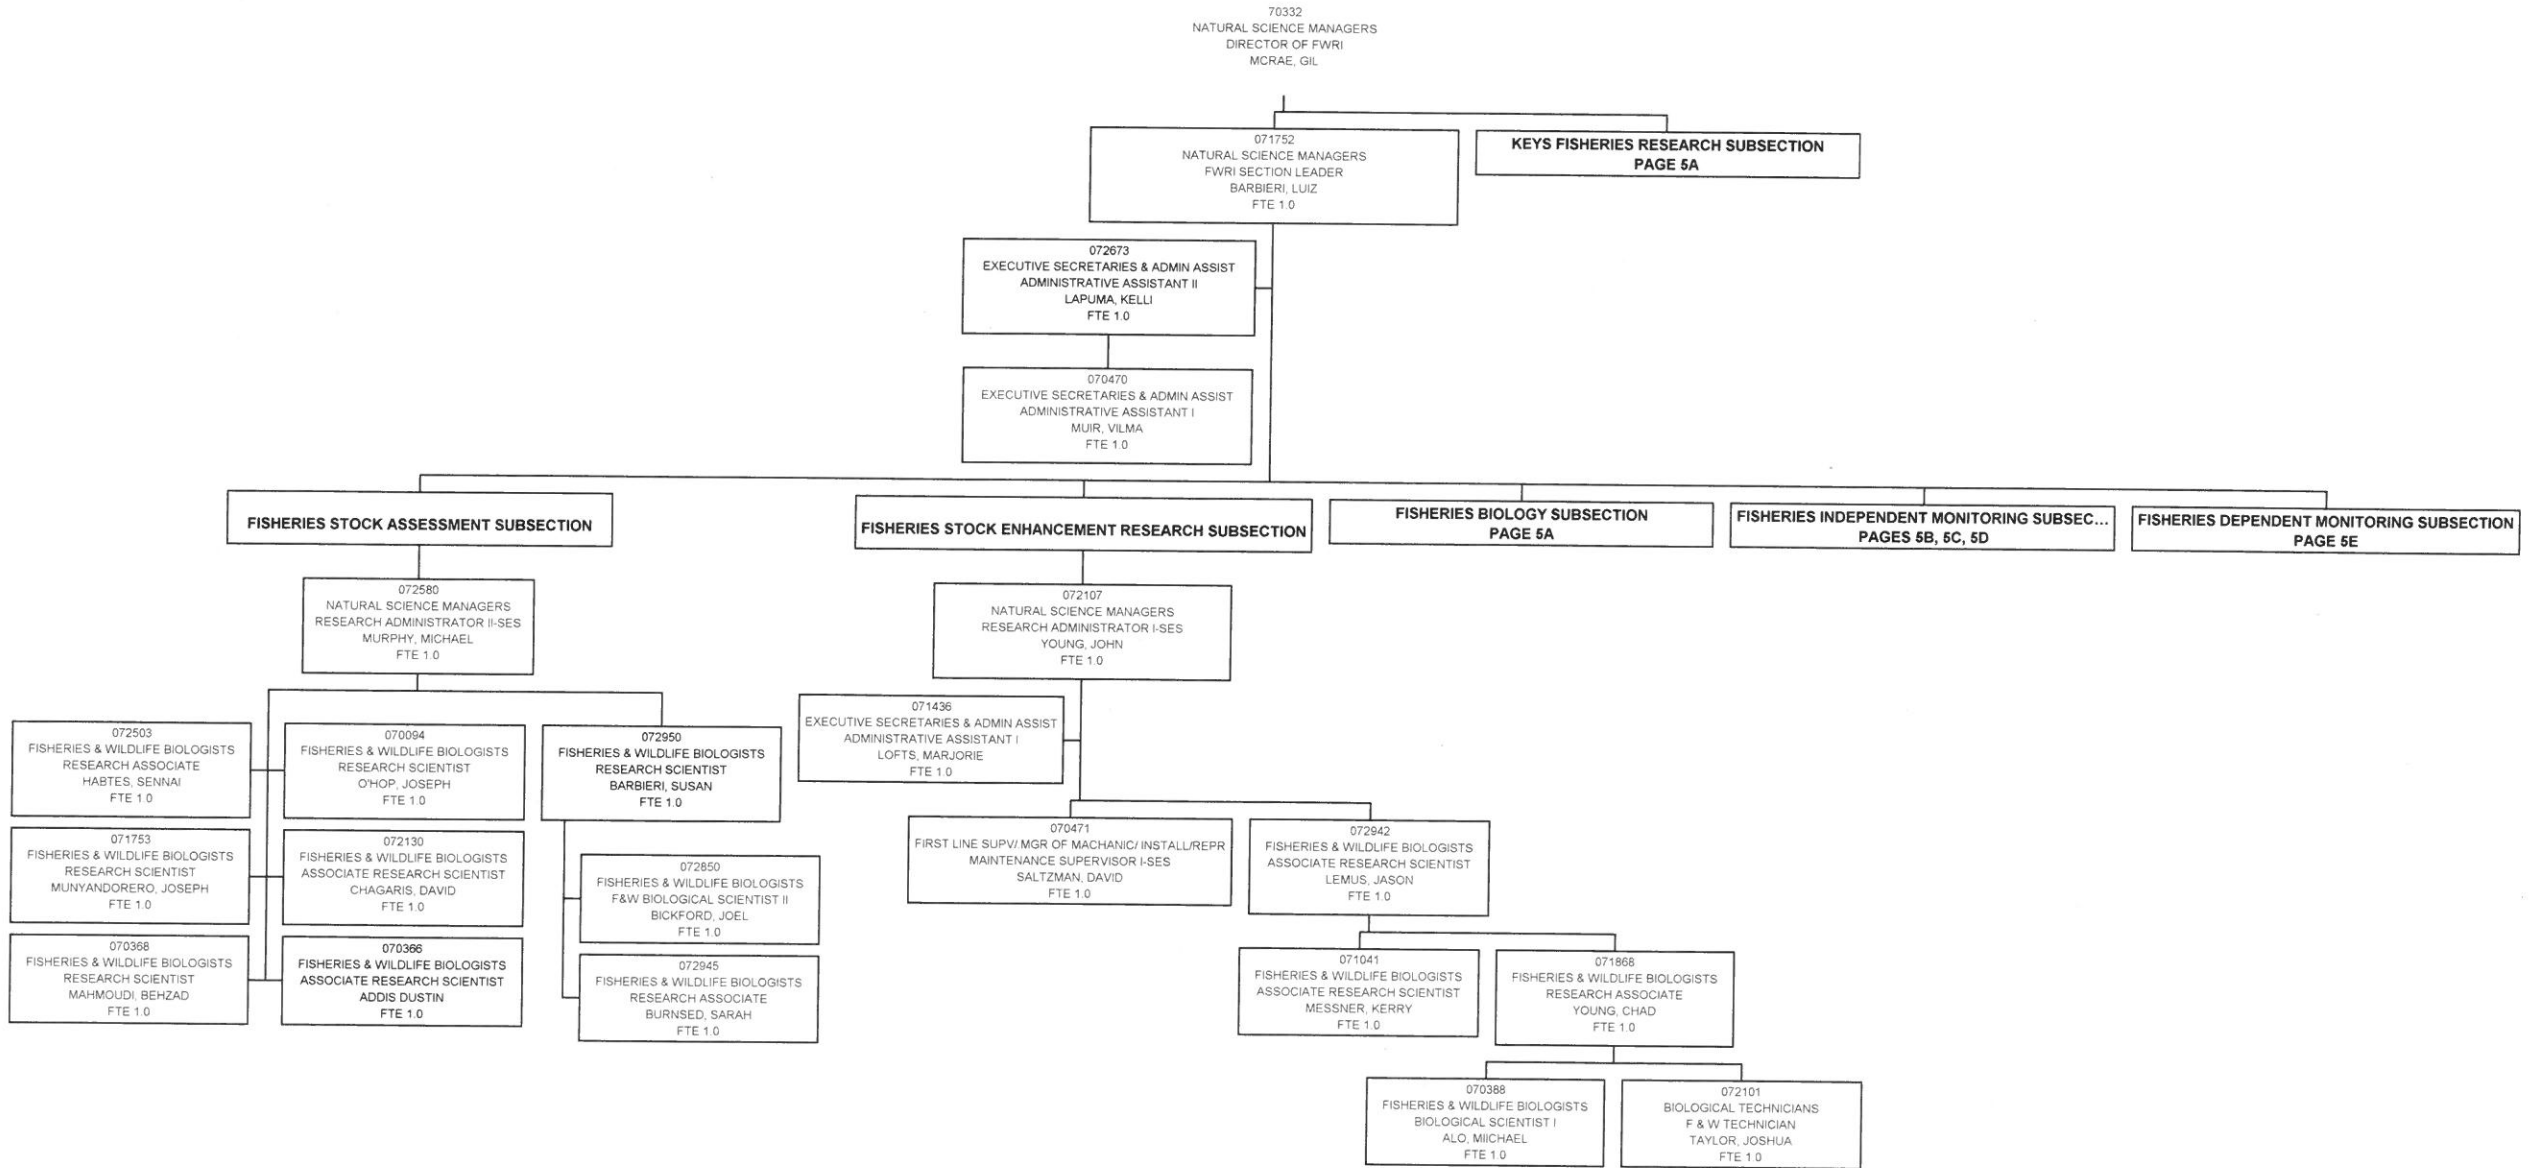 70332
NATURAL SCIENCE MANAGERS
DIRECTOR OF FWRI
MCRAE, GIL
071752
NATURAL SCIENCE MANAGERS
FWRI SECTION LEADER
BARBIERI, LUIZ
FTE 1.0
KEYS FISHERIES RESEARCH SUBSECTION
PAGE 5A
072673
EXECUTIVE SECRETARIES & ADMIN ASSIST
ADMINISTRATIVE ASSISTANT II
LAPUMA, KELLI
FTE 1.0
070470
EXECUTIVE SECRETARIES & ADMIN ASSIST
ADMINISTRATIVE ASSISTANT I
MUIR, VILMA
FTE 1.0
FISHERIES STOCK ASSESSMENT SUBSECTION
FISHERIES STOCK ENHANCEMENT RESEARCH SUBSECTION
FISHERIES BIOLOGY SUBSECTION
PAGE 5A
FISHERIES INDEPENDENT MONITORING SUBSEC...
PAGES 5B, 5C, 5D
FISHERIES DEPENDENT MONITORING SUBSECTION
PAGE 5E
072580
NATURAL SCIENCE MANAGERS
RESEARCH ADMINISTRATOR II-SES
MURPHY, MICHAEL
FTE 1.0
072107
NATURAL SCIENCE MANAGERS
RESEARCH ADMINISTRATOR I-SES
YOUNG, JOHN
FTE 1.0
072503
FISHERIES & WILDLIFE BIOLOGISTS
RESEARCH ASSOCIATE
HABTES, SENNAI
FTE 1.0
070094
FISHERIES & WILDLIFE BIOLOGISTS
RESEARCH SCIENTIST
O'HOP, JOSEPH
FTE 1.0
072950
FISHERIES & WILDLIFE BIOLOGISTS
RESEARCH SCIENTIST
BARBIERI, SUSAN
FTE 1.0
071436
EXECUTIVE SECRETARIES & ADMIN ASSIST
ADMINISTRATIVE ASSISTANT I
LOFTS, MARJORIE
FTE 1.0
071753
FISHERIES & WILDLIFE BIOLOGISTS
RESEARCH SCIENTIST
MUNYANDORERO, JOSEPH
FTE 1.0
072130
FISHERIES & WILDLIFE BIOLOGISTS
ASSOCIATE RESEARCH SCIENTIST
CHAGARIS, DAVID
FTE 1.0
072850
FISHERIES & WILDLIFE BIOLOGISTS
F&W BIOLOGICAL SCIENTIST II
BICKFORD, JOEL
FTE 1.0
070471
FIRST LINE SUPV/.MGR OF MACHANIC/ INSTALL/REPR
MAINTENANCE SUPERVISOR I-SES
SALTZMAN, DAVID
FTE 1.0
072942
FISHERIES & WILDLIFE BIOLOGISTS
ASSOCIATE RESEARCH SCIENTIST
LEMUS, JASON
FTE 1.0
070368
FISHERIES & WILDLIFE BIOLOGISTS
RESEARCH SCIENTIST
MAHMOUDI, BEHZAD
FTE 1.0
070366
FISHERIES & WILDLIFE BIOLOGISTS
ASSOCIATE RESEARCH SCIENTIST
ADDIS DUSTIN
FTE 1.0
072945
FISHERIES & WILDLIFE BIOLOGISTS
RESEARCH ASSOCIATE
BURNSED, SARAH
FTE 1.0
071041
FISHERIES & WILDLIFE BIOLOGISTS
ASSOCIATE RESEARCH SCIENTIST
MESSNER, KERRY
FTE 1.0
071868
FISHERIES & WILDLIFE BIOLOGISTS
RESEARCH ASSOCIATE
YOUNG, CHAD
FTE 1.0
070388
FISHERIES & WILDLIFE BIOLOGISTS
BIOLOGICAL SCIENTIST I
ALO, MIICHAEL
FTE 1.0
072101
BIOLOGICAL TECHNICIANS
F & W TECHNICIAN
TAYLOR, JOSHUA
FTE 1.0